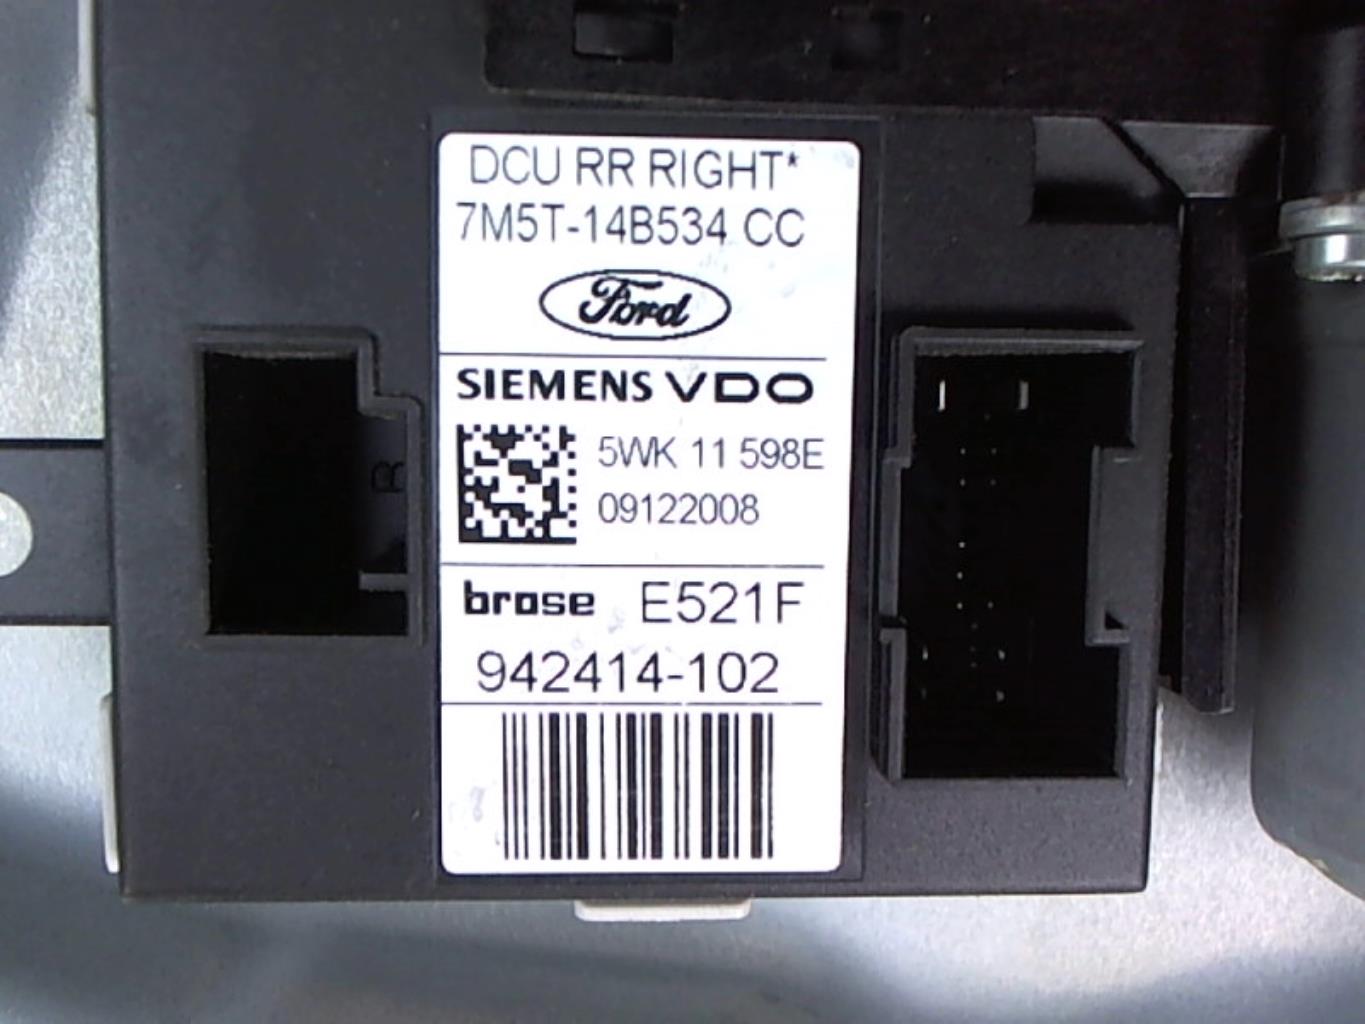 DCU RR RIGHT*
7M5T-14B534 CC
Ford
SIEMENS VDO
5WK 11 598E
09122008
brose E521F
942414-102